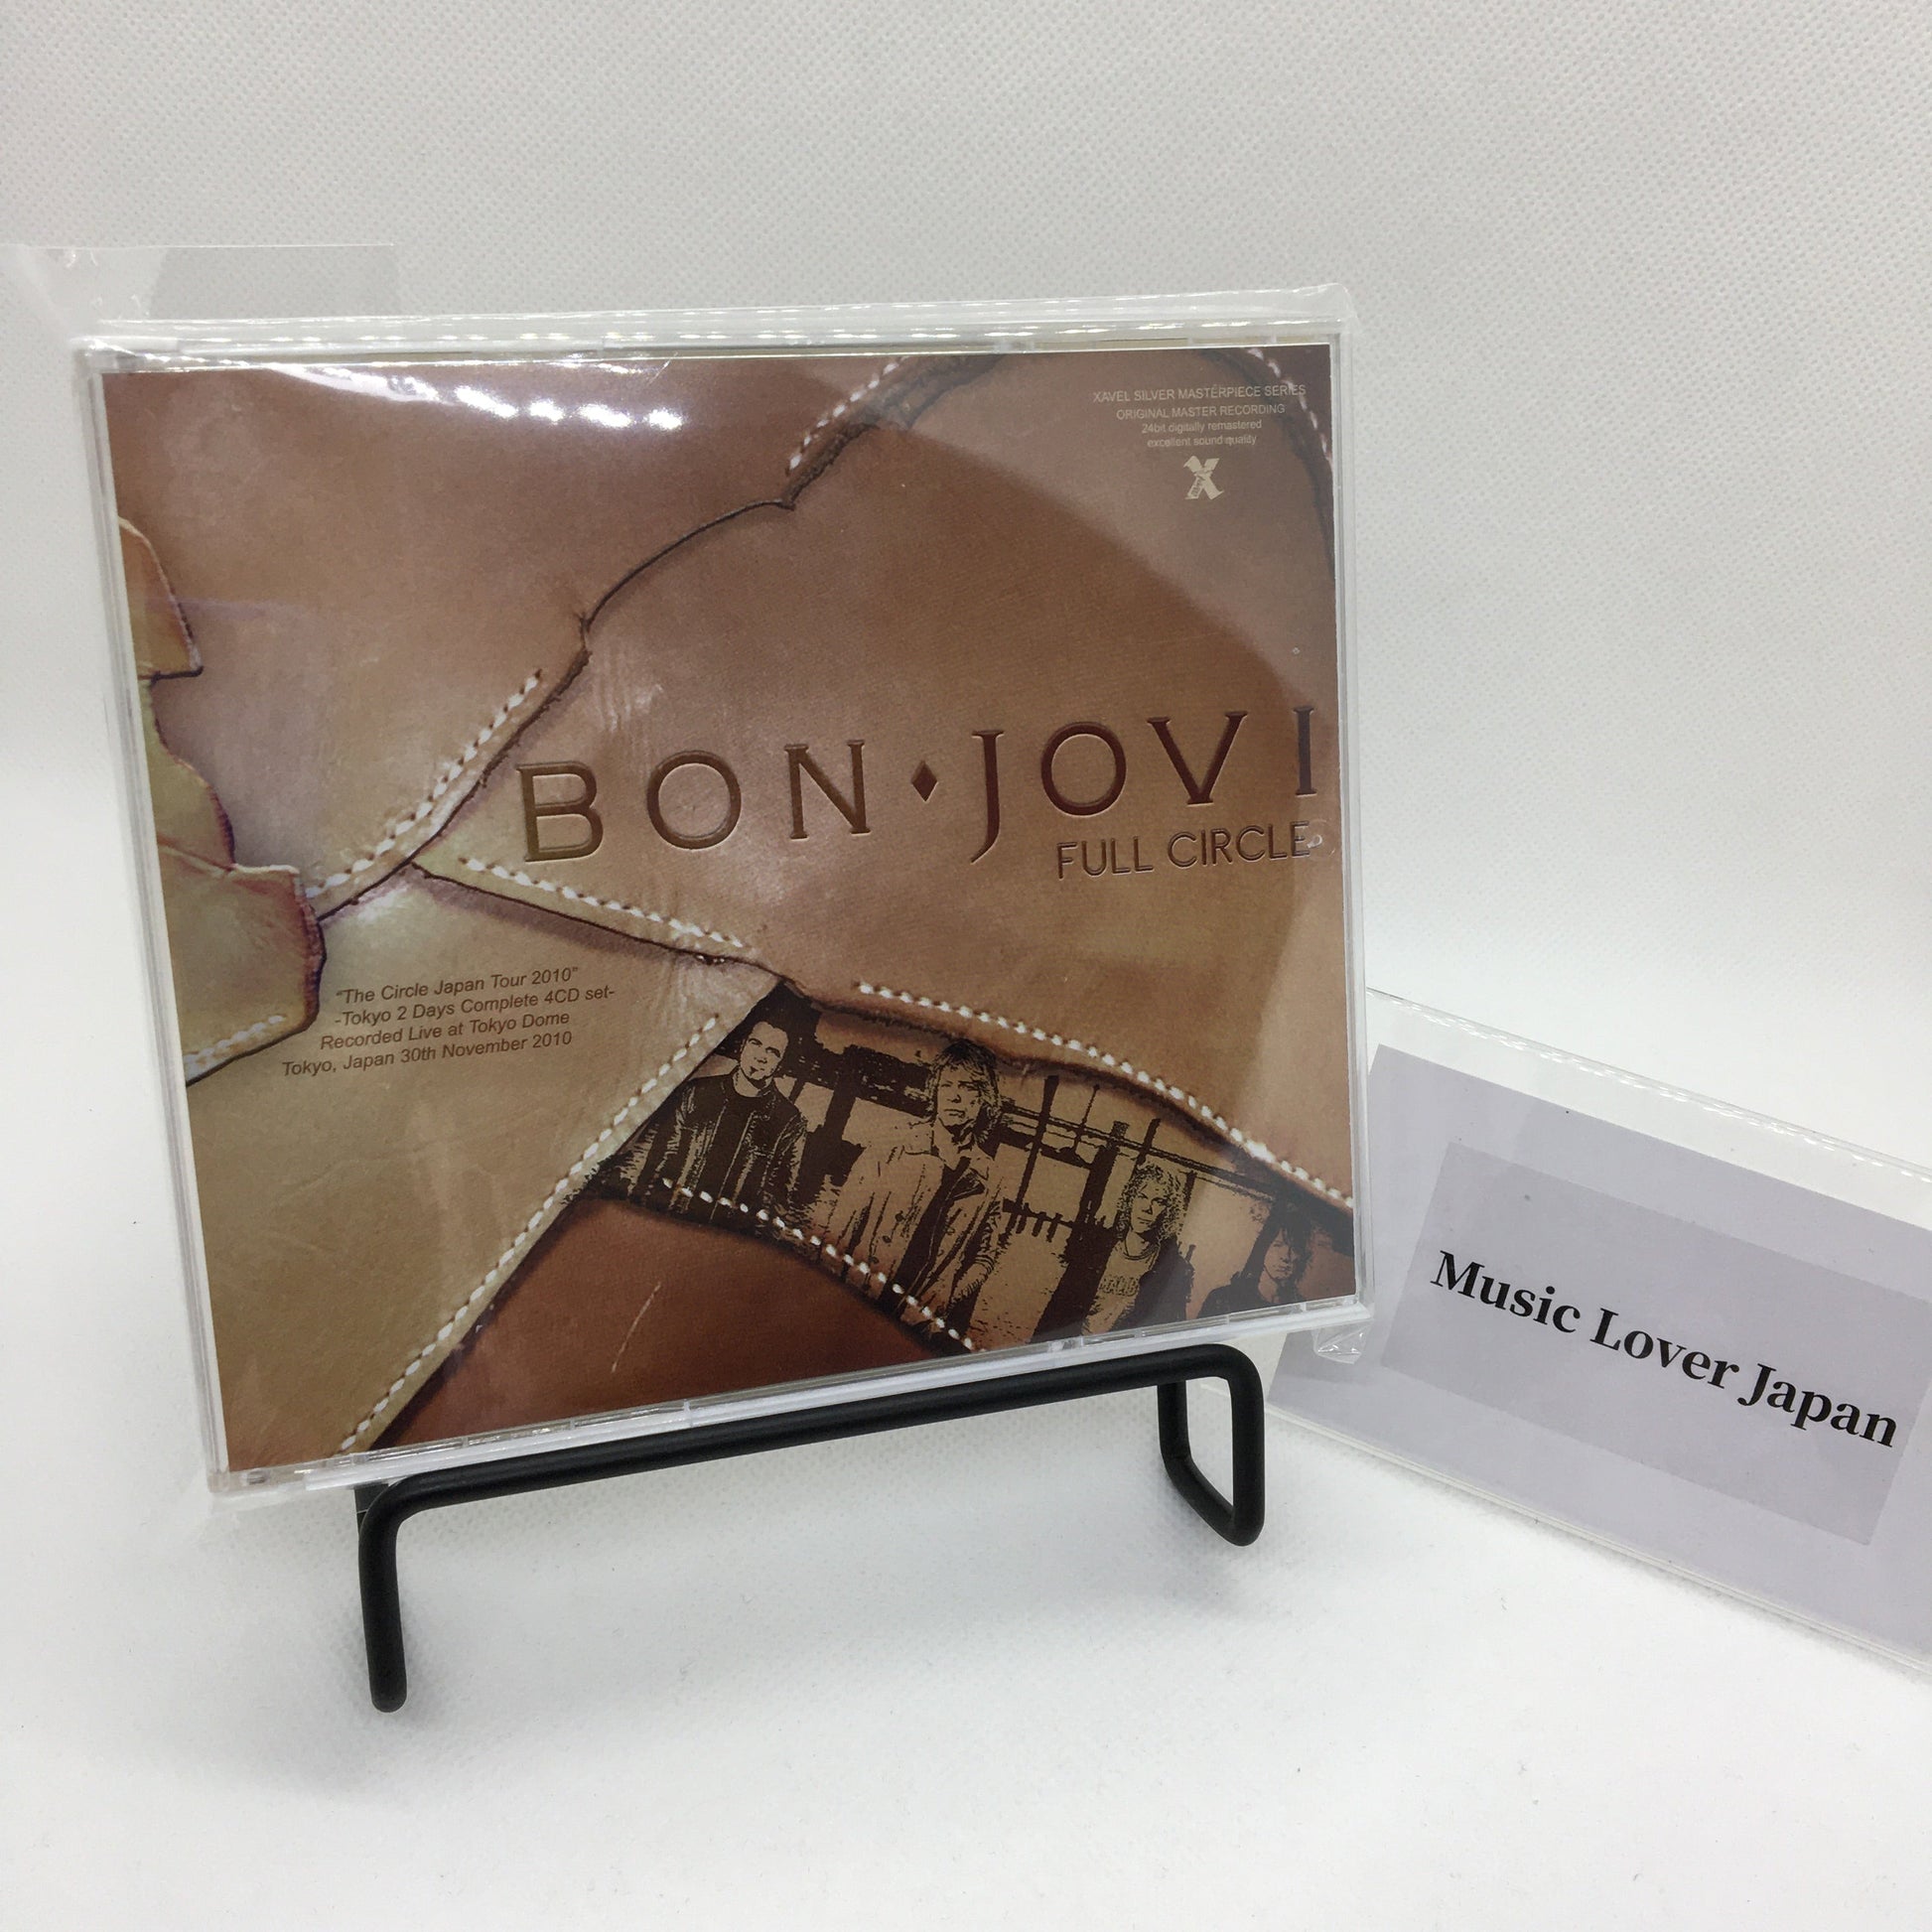 XAVEL SILVER MASTERPIECE SERIES
ORIGINAL MASTER RECORDING
24bit digitally remastered
excellent sound quality
X
BON♦JOVI
FULL CIRCLE
"The Circle Japan Tour 2010"
-Tokyo 2 Days Complete 4CD set-
Recorded Live at Tokyo Dome
Tokyo, Japan 30th November 2010
Music Lover Japan